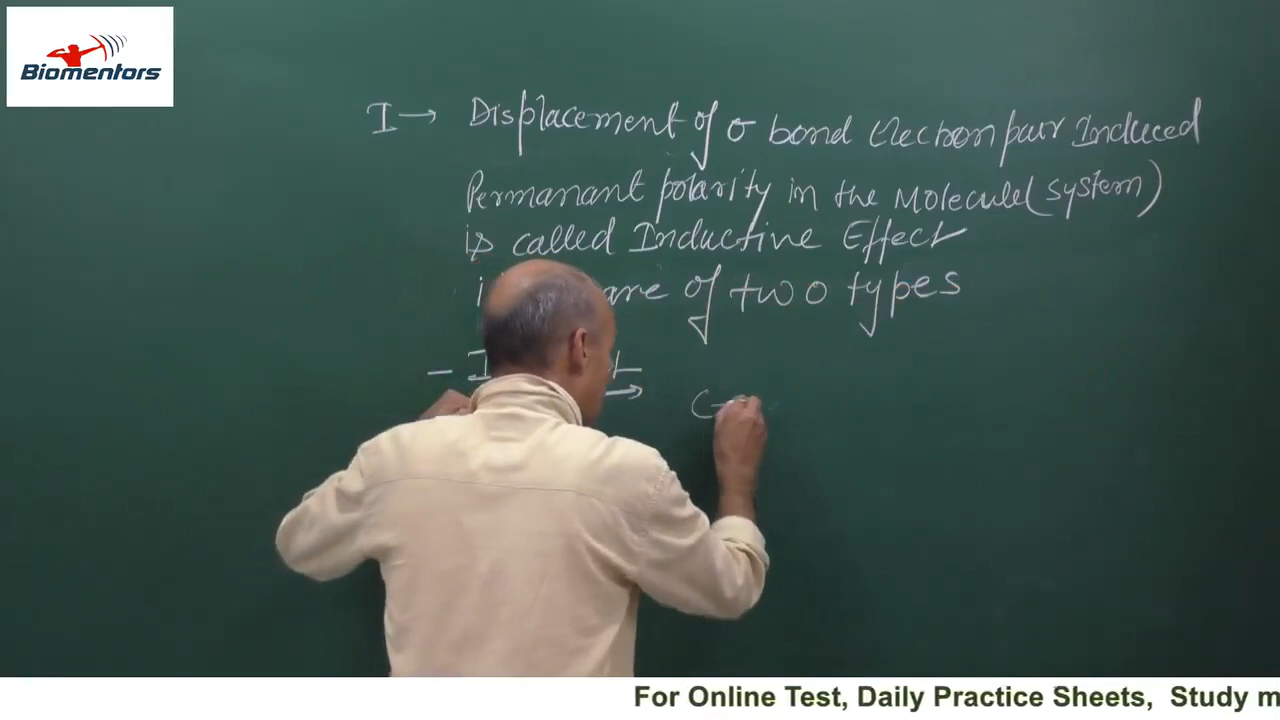 Biomentors
I → Displacement of σ bond Electron pair Induced
Permanant polarity in the Molecule (system)
is called Inductive Effect
are of two types
- I
C-
For Online Test, Daily Practice Sheets, Study m